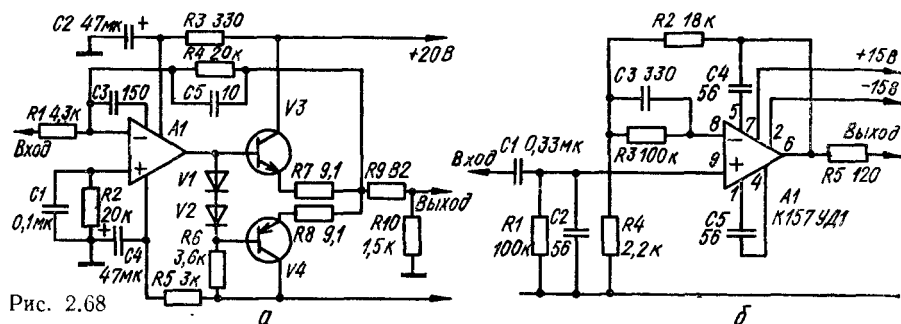 C2 47мк +
R3 330
+20В
R4 20к
C3 150
C5 10
R1 4,3к
A1
V3
Вход
−
+
V1
R7 9,1
R9 82
Выход
C1
0,1мк
R2
20к
V2
R8 9,1
R10
1,5к
R6
3,6к
+
C4
47мк
V4
R5 3к
Рис. 2.68
а
R2 18к
C3 330
C4
56
+15В
−15В
5
7
2
8
−
6
Выход
R3 100к
Вход
C1 0,33мк
9
+
1
4
R5 120
A1
К157УД1
R1
100к
C2
56
R4
2,2к
C5
56
б